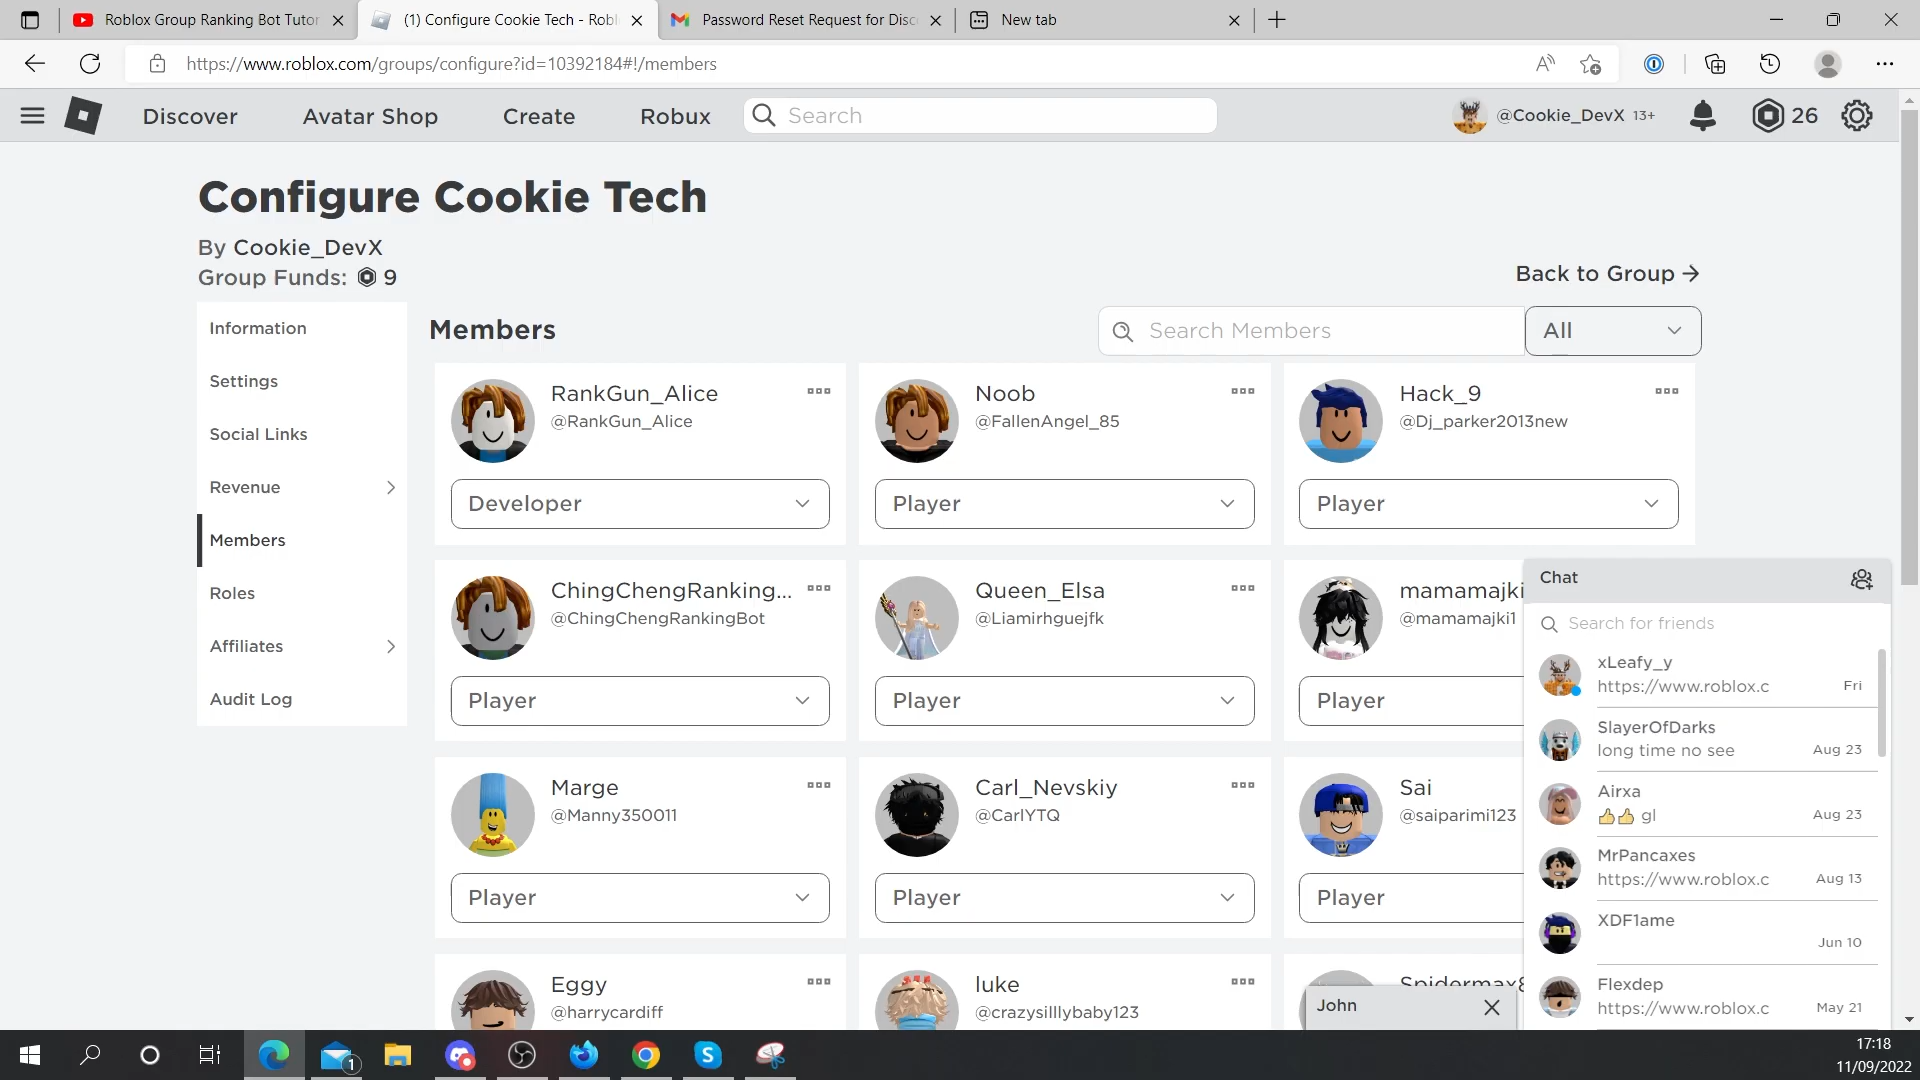 Roblox Group Ranking Bot Tutor
(1) Configure Cookie Tech - Robl
Password Reset Request for Disc
New tab
https://www.roblox.com/groups/configure?id=10392184#!/members
Discover
Avatar Shop
Create
Robux
Search
@Cookie_DevX 13+
26
Configure Cookie Tech
By Cookie_DevX
Group Funds: 9
Back to Group
Information
Settings
Social Links
Revenue
Members
Roles
Affiliates
Audit Log
Members
Search Members
All
RankGun_Alice
@RankGun_Alice
Developer
Noob
@FallenAngel_85
Player
Hack_9
@Dj_parker2013new
Player
ChingChengRanking...
@ChingChengRankingBot
Player
Queen_Elsa
@Liamirhguejfk
Player
mamamajki
@mamamajki1
Player
Marge
@Manny350011
Player
Carl_Nevskiy
@CarlYTQ
Player
Sai
@saiparimi123
Player
Eggy
@harrycardiff
luke
@crazysilllybaby123
Spidermax8
John
Chat
Search for friends
xLeafy_y
https://www.roblox.c
Fri
SlayerOfDarks
long time no see
Aug 23
Airxa
👍👍 gl
Aug 23
MrPancaxes
https://www.roblox.c
Aug 13
XDF1ame
Jun 10
Flexdep
https://www.roblox.c
May 21
1
17:18
11/09/2022